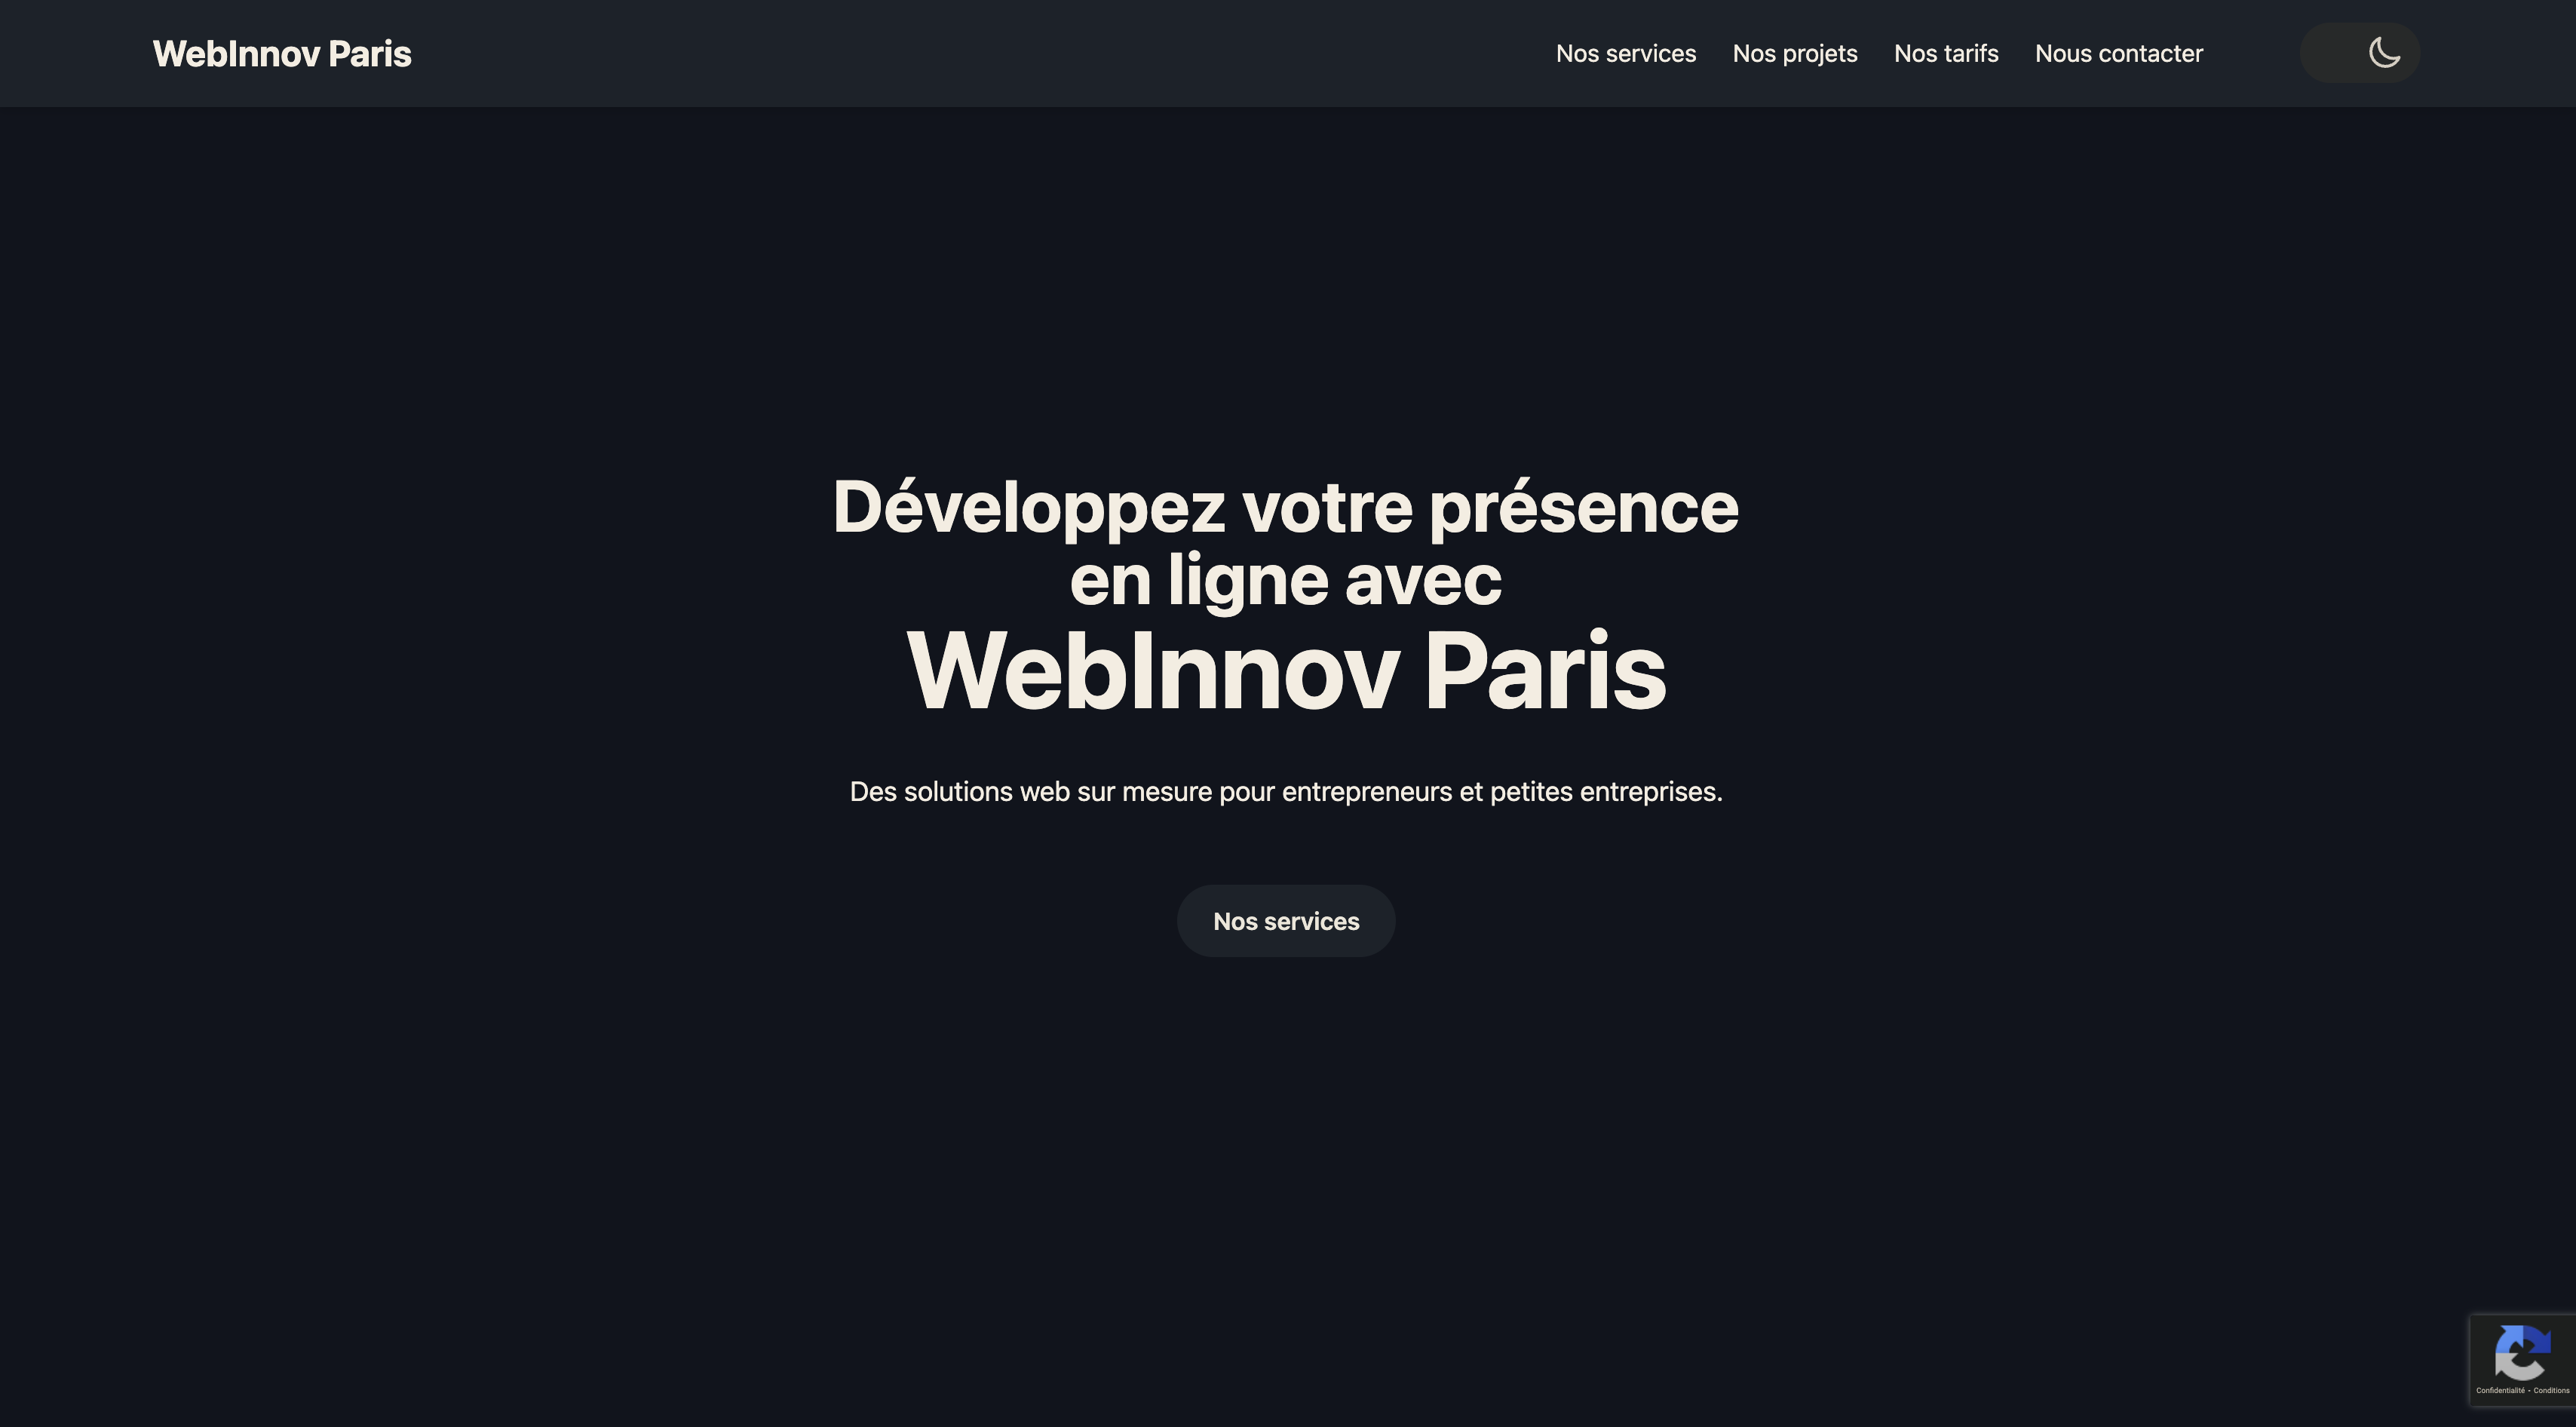 WebInnov Paris
Nos services
Nos projets
Nos tarifs
Nous contacter
Développez votre présence
en ligne avec
WebInnov Paris
Des solutions web sur mesure pour entrepreneurs et petites entreprises.
Nos services
Confidentialité - Conditions